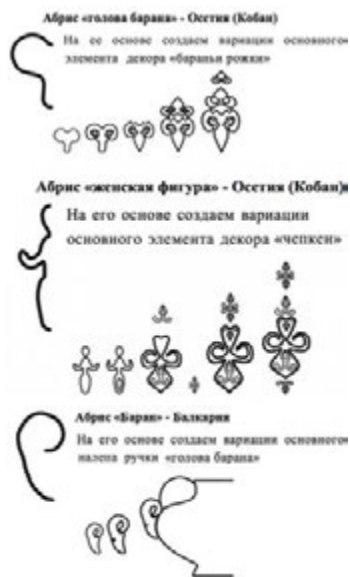 Абрис «голова барана» - Осетия (Кобан)
На ее основе создаем вариации основного
элемента декора «бараньи рожки»
Абрис «женская фигура» - Осетия (Кобан)»
На его основе создаем вариации
основного элемента декора «чепкен»
Абрис «Баран» - Балкария
На его основе создаем вариации основного
налепа ручки «голова барана»